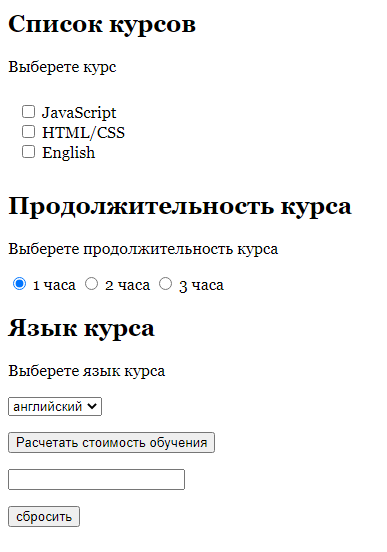 Список курсов
Выберете курс
JavaScript
HTML/CSS
English
Продолжительность курса
Выберете продолжительность курса
1 часа 2 часа 3 часа
Язык курса
Выберете язык курса
английский
Расчетать стоимость обучения
сбросить